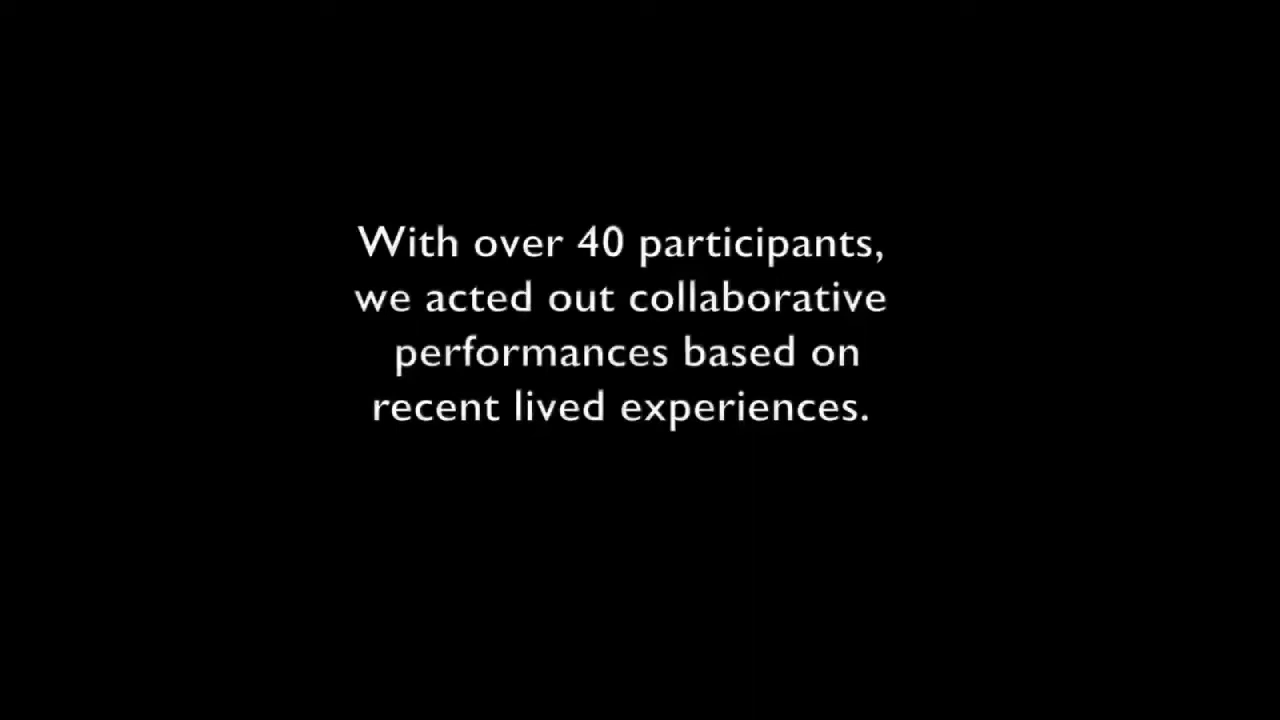 With over 40 participants,
we acted out collaborative
performances based on
recent lived experiences.